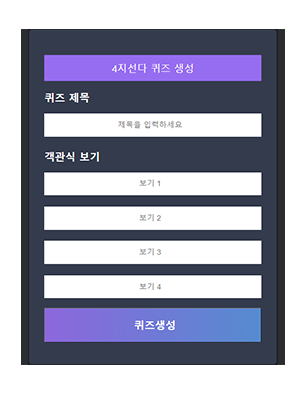 4지선다 퀴즈 생성
퀴즈 제목
제목을 입력하세요
객관식 보기
보기 1
보기 2
보기 3
보기 4
퀴즈생성